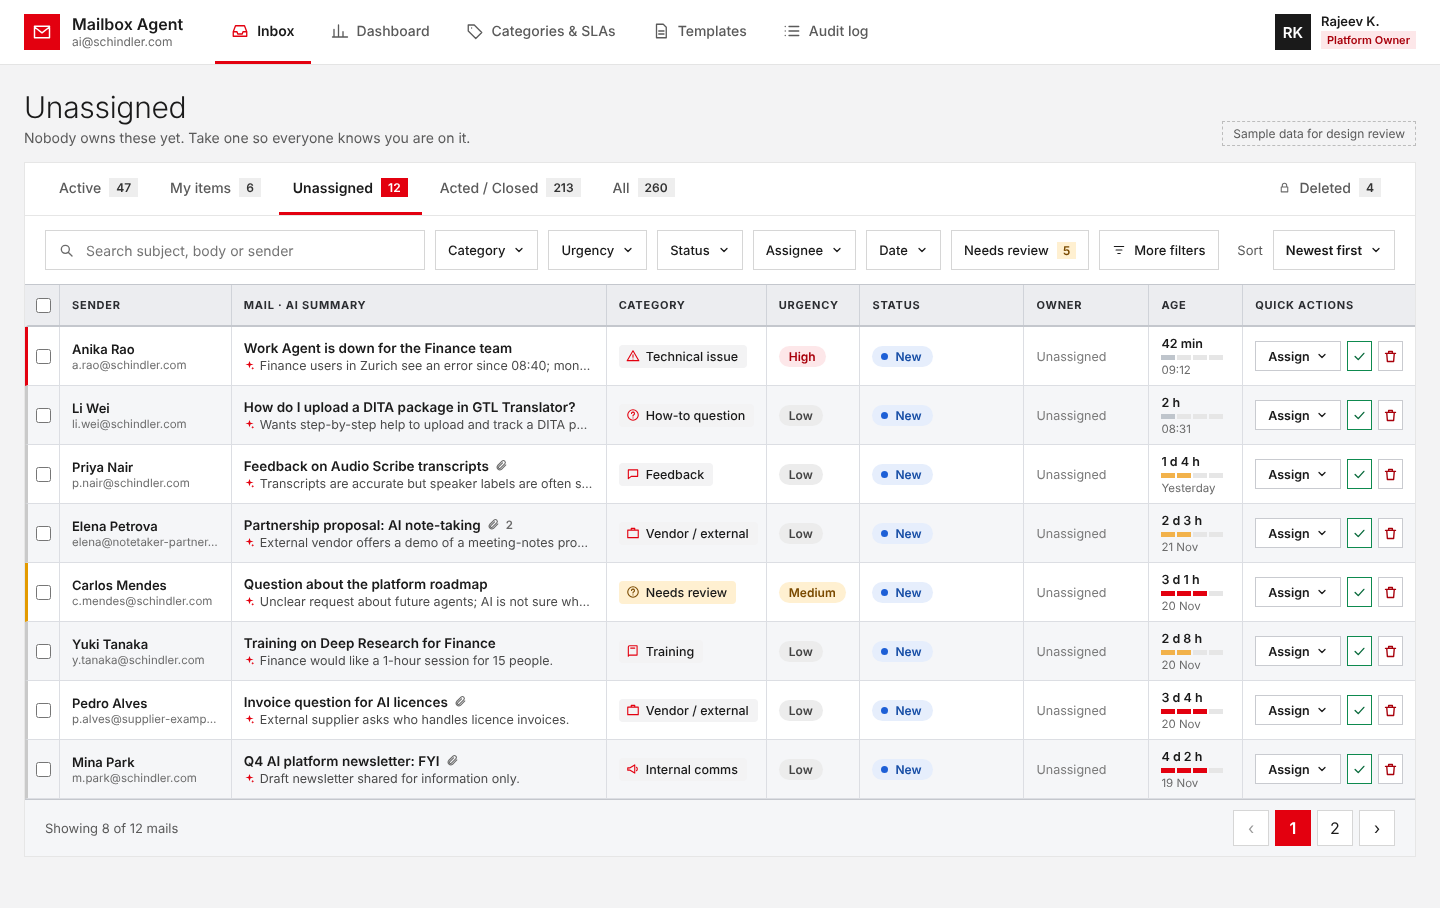 Mailbox Agent
ai@schindler.com
Inbox
Dashboard
Categories & SLAs
Templates
Audit log
RK
Rajeev K.
Platform Owner
Unassigned
Nobody owns these yet. Take one so everyone knows you are on it.
Sample data for design review
Active 47
My items 6
Unassigned 12
Acted / Closed 213
All 260
Deleted 4
Search subject, body or sender
Category
Urgency
Status
Assignee
Date
Needs review 5
More filters
Sort
Newest first
SENDER
MAIL · AI SUMMARY
CATEGORY
URGENCY
STATUS
OWNER
AGE
QUICK ACTIONS
Anika Rao
a.rao@schindler.com
Work Agent is down for the Finance team
Finance users in Zurich see an error since 08:40; mon...
Technical issue
High
New
Unassigned
42 min
09:12
Assign
Li Wei
li.wei@schindler.com
How do I upload a DITA package in GTL Translator?
Wants step-by-step help to upload and track a DITA p...
How-to question
Low
New
Unassigned
2 h
08:31
Assign
Priya Nair
p.nair@schindler.com
Feedback on Audio Scribe transcripts
Transcripts are accurate but speaker labels are often s...
Feedback
Low
New
Unassigned
1 d 4 h
Yesterday
Assign
Elena Petrova
elena@notetaker-partner...
Partnership proposal: AI note-taking 2
External vendor offers a demo of a meeting-notes pro...
Vendor / external
Low
New
Unassigned
2 d 3 h
21 Nov
Assign
Carlos Mendes
c.mendes@schindler.com
Question about the platform roadmap
Unclear request about future agents; AI is not sure wh...
Needs review
Medium
New
Unassigned
3 d 1 h
20 Nov
Assign
Yuki Tanaka
y.tanaka@schindler.com
Training on Deep Research for Finance
Finance would like a 1-hour session for 15 people.
Training
Low
New
Unassigned
2 d 8 h
20 Nov
Assign
Pedro Alves
p.alves@supplier-examp...
Invoice question for AI licences
External supplier asks who handles licence invoices.
Vendor / external
Low
New
Unassigned
3 d 4 h
20 Nov
Assign
Mina Park
m.park@schindler.com
Q4 AI platform newsletter: FYI
Draft newsletter shared for information only.
Internal comms
Low
New
Unassigned
4 d 2 h
19 Nov
Assign
Showing 8 of 12 mails
‹ 1 2 ›